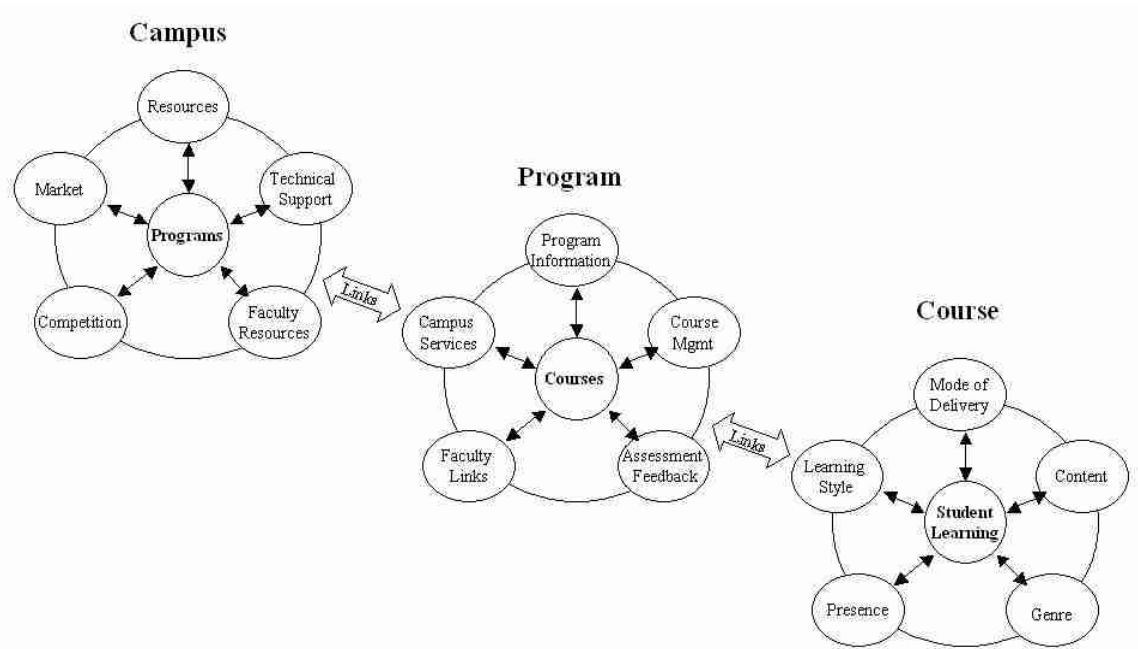 Campus
Resources
Market
Technical
Support
Programs
Competition
Faculty
Resources
Links
Program
Program
Information
Campus
Services
Course
Mgmt
Courses
Faculty
Links
Assessment
Feedback
Links
Course
Mode of
Delivery
Learning
Style
Content
Student
Learning
Presence
Genre